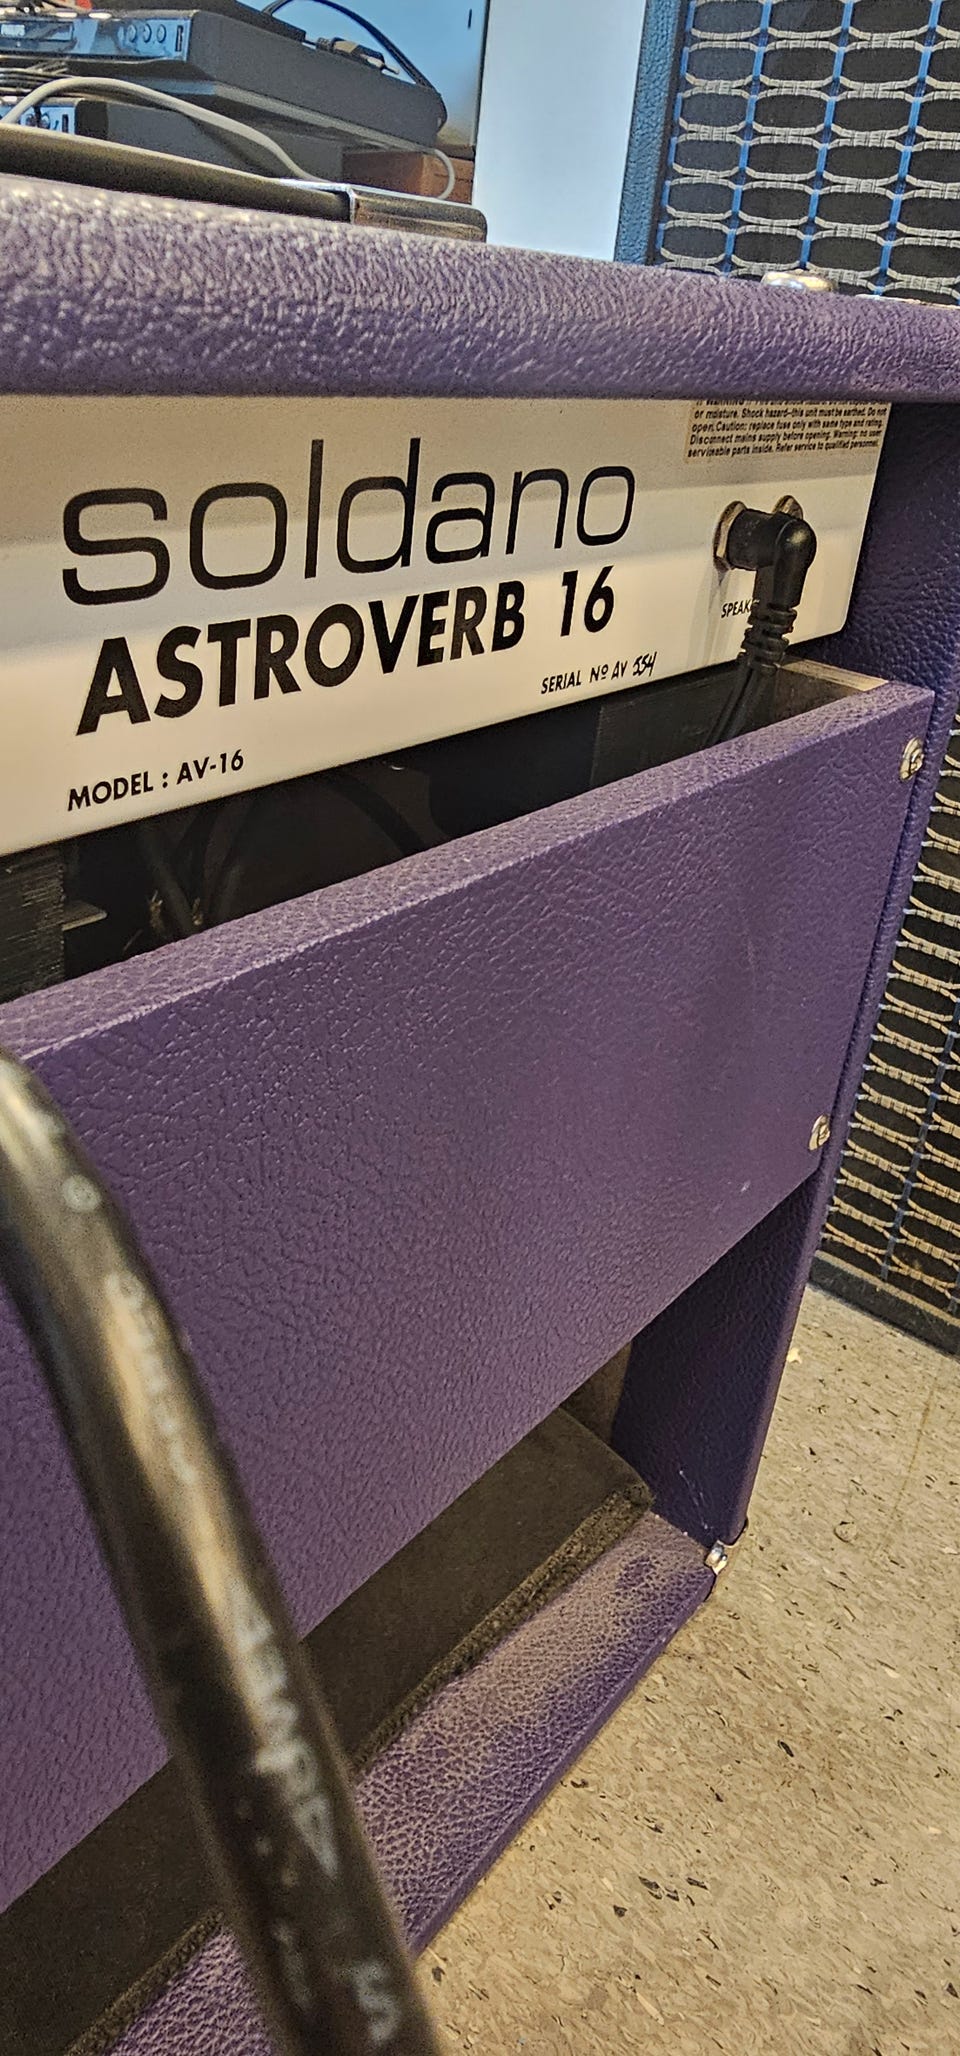 !! WARNING !!
or moisture. Shock hazard-this unit must be earthed. Do not
open. Caution: replace fuse only with same type and rating.
Disconnect mains supply before opening. Warning: no user
serviceable parts inside. Refer service to qualified personnel.
soldano
ASTROVERB 16
SPEAK
SERIAL Nº AV 554
MODEL : AV-16